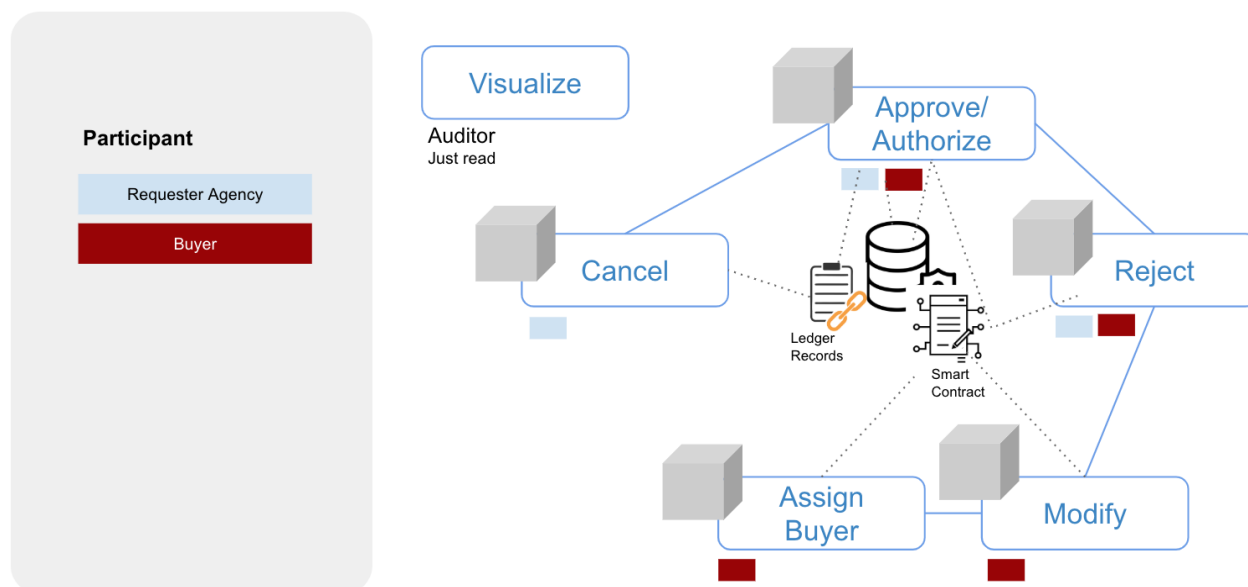 Participant
Requester Agency
Buyer
Visualize
Auditor
Just read
Approve/
Authorize
Cancel
Reject
Ledger
Records
Smart
Contract
Assign
Buyer
Modify